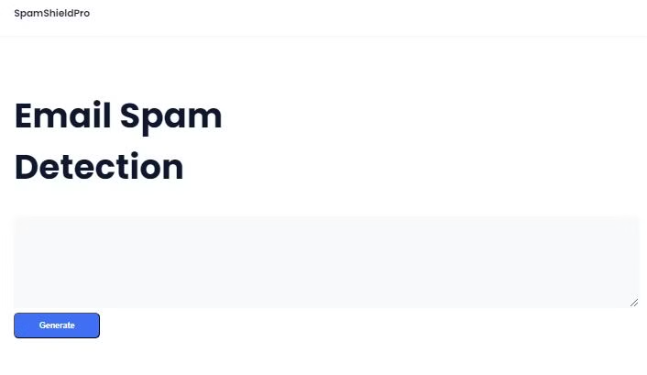 SpamShieldPro
Email Spam
Detection
Generate